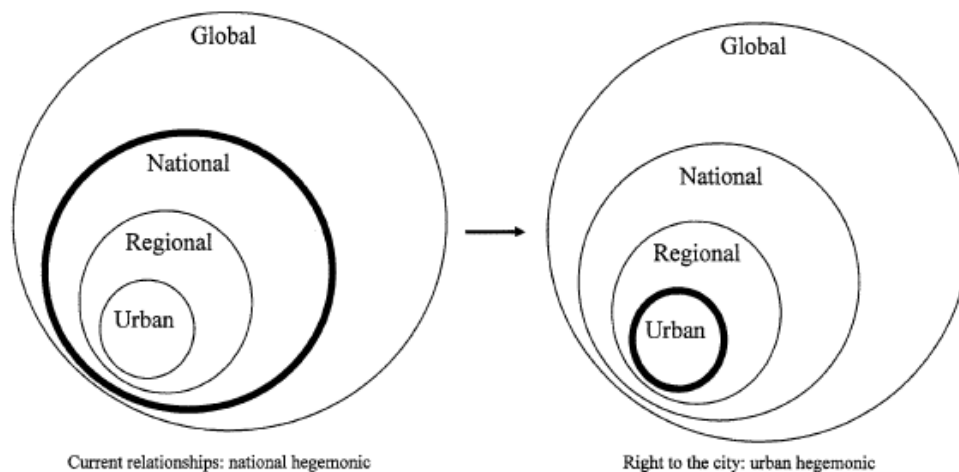 Global
National
Regional
Urban
Current relationships: national hegemonic
Global
National
Regional
Urban
Right to the city: urban hegemonic